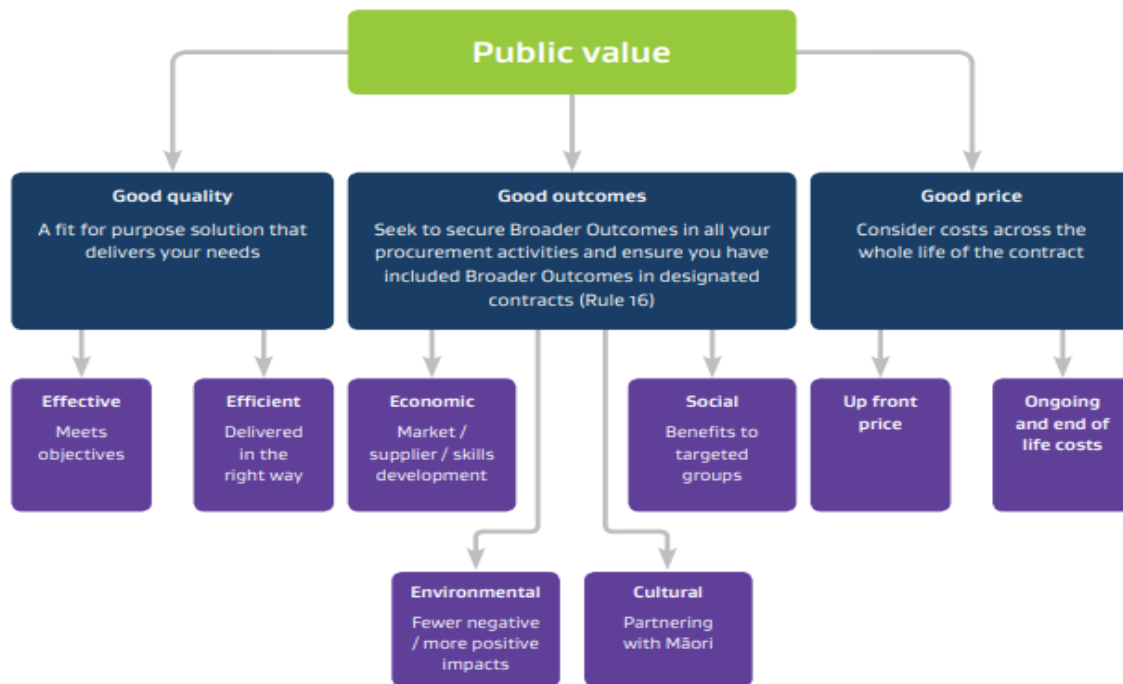 Public value
Good quality
A fit for purpose solution that
delivers your needs
Good outcomes
Seek to secure Broader Outcomes in all your
procurement activities and ensure you have
included Broader Outcomes in designated
contracts (Rule 16)
Good price
Consider costs across the
whole life of the contract
Effective
Meets
objectives
Efficient
Delivered
in the
right way
Economic
Market /
supplier / skills
development
Social
Benefits to
targeted
groups
Up front
price
Ongoing
and end of
life costs
Environmental
Fewer negative
/ more positive
impacts
Cultural
Partnering
with Māori